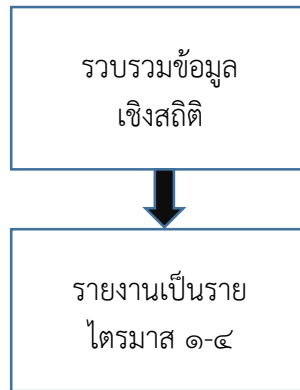 รวบรวมข้อมูล
เชิงสถิติ
รายงานเป็นราย
ไตรมาส ๑-๔